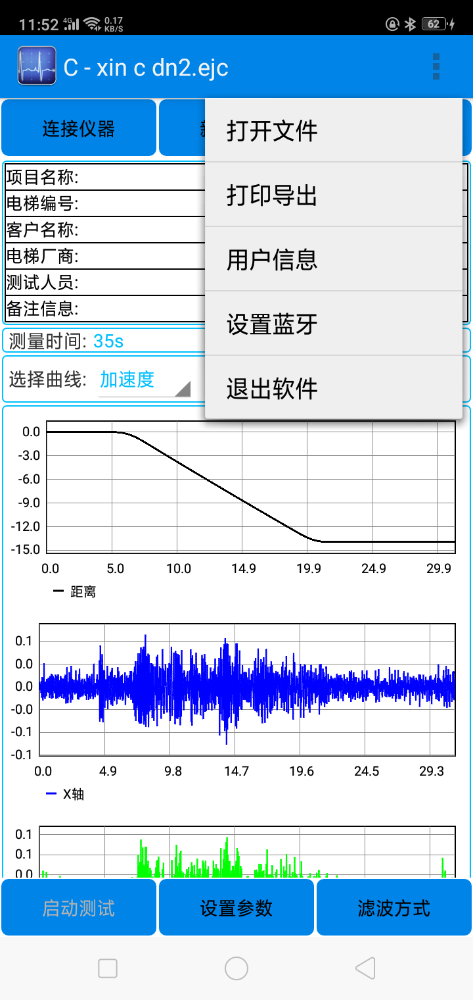 11:52 4G 0.17 KB/S 62
C - xin c dn2.ejc
连接仪器
打开文件
打印导出
用户信息
设置蓝牙
退出软件
项目名称:
电梯编号:
客户名称:
电梯厂商:
测试人员:
备注信息:
测量时间: 35s
选择曲线: 加速度
0.0
-3.0
-6.0
-9.0
-12.0
-15.0
0.0 5.0 10.0 14.9 19.9 24.9 29.9
距离
0.1
0.0
0.0
-0.0
-0.1
-0.1
0.0 4.9 9.8 14.7 19.6 24.5 29.3
X轴
0.1
0.1
0.0
启动测试 设置参数 滤波方式